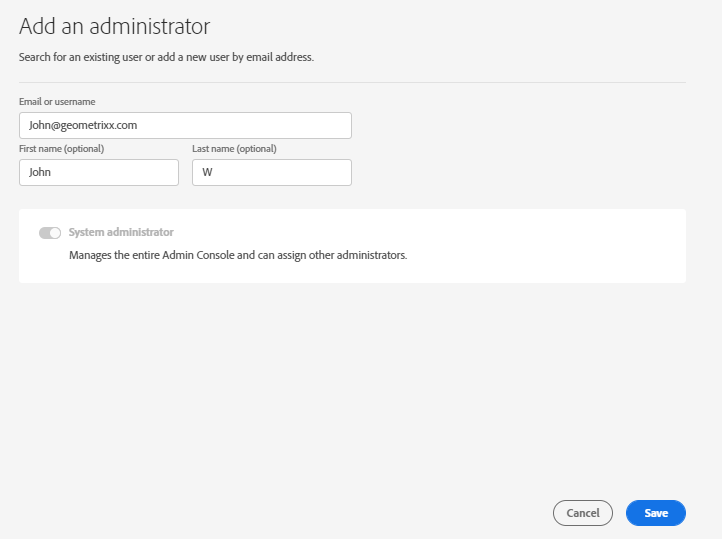 Add an administrator
Search for an existing user or add a new user by email address.
Email or username
John@geometrixx.com
First name (optional)
Last name (optional)
John
W
System administrator
Manages the entire Admin Console and can assign other administrators.
Cancel
Save